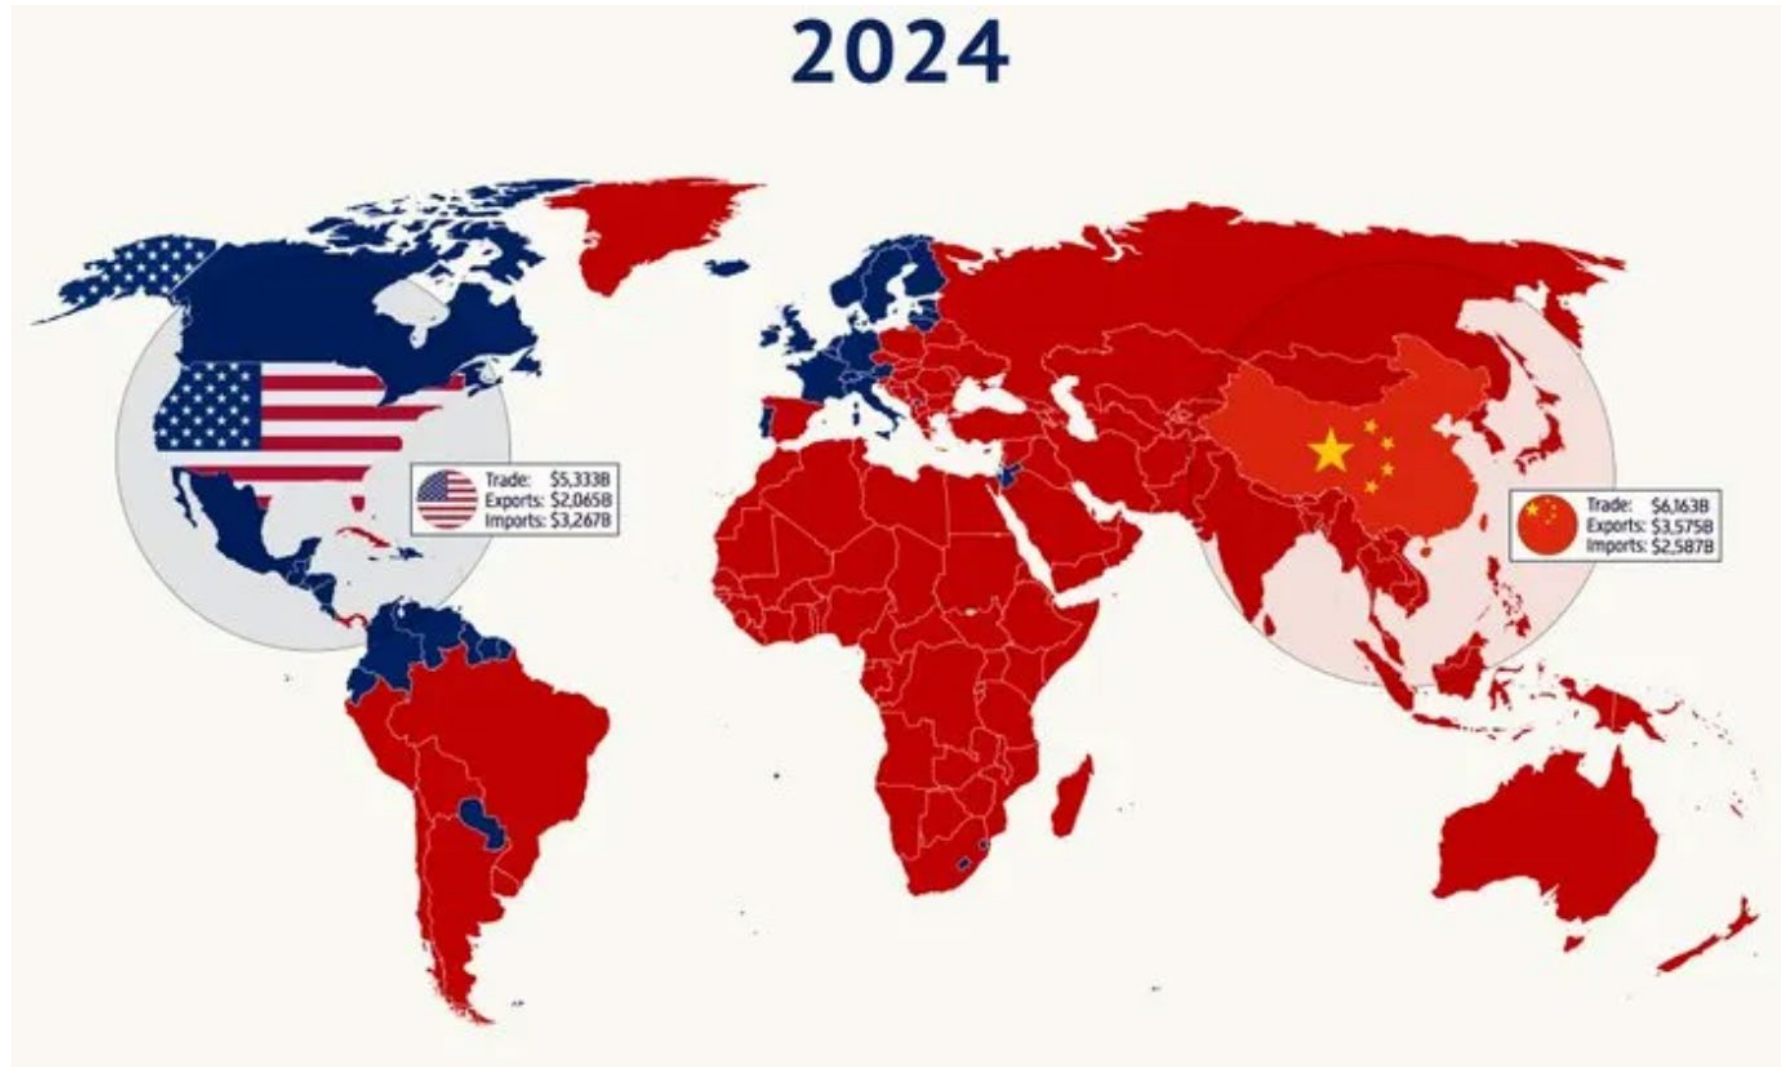 2024
Trade: $5,333B
Exports: $2,065B
Imports: $3,267B
Trade: $6,163B
Exports: $3,575B
Imports: $2,587B